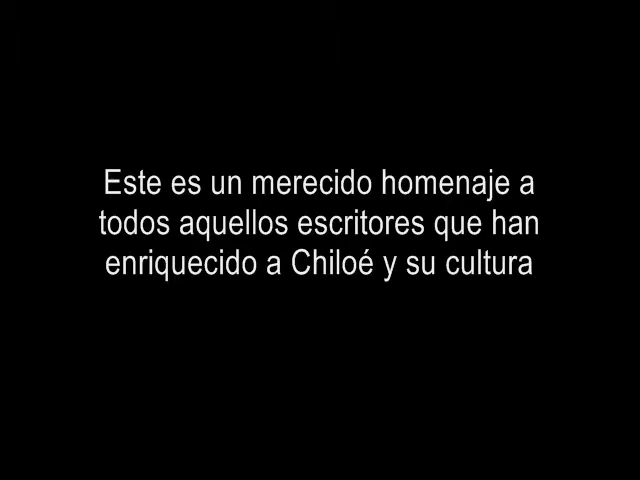 Este es un merecido homenaje a
todos aquellos escritores que han
enriquecido a Chiloé y su cultura